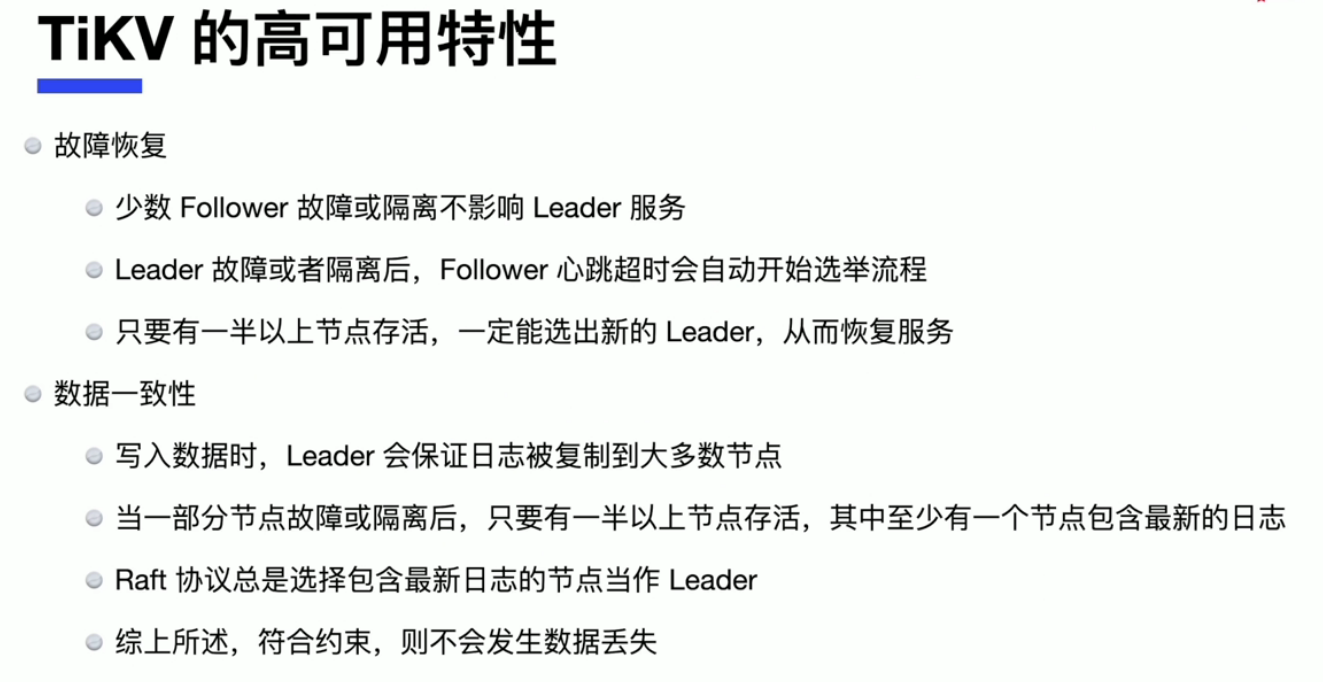 TiKV 的高可用特性
故障恢复
少数 Follower 故障或隔离不影响 Leader 服务
Leader 故障或者隔离后，Follower 心跳超时会自动开始选举流程
只要有一半以上节点存活，一定能选出新的 Leader，从而恢复服务
数据一致性
写入数据时，Leader 会保证日志被复制到大多数节点
当一部分节点故障或隔离后，只要有一半以上节点存活，其中至少有一个节点包含最新的日志
Raft 协议总是选择包含最新日志的节点当作 Leader
综上所述，符合约束，则不会发生数据丢失